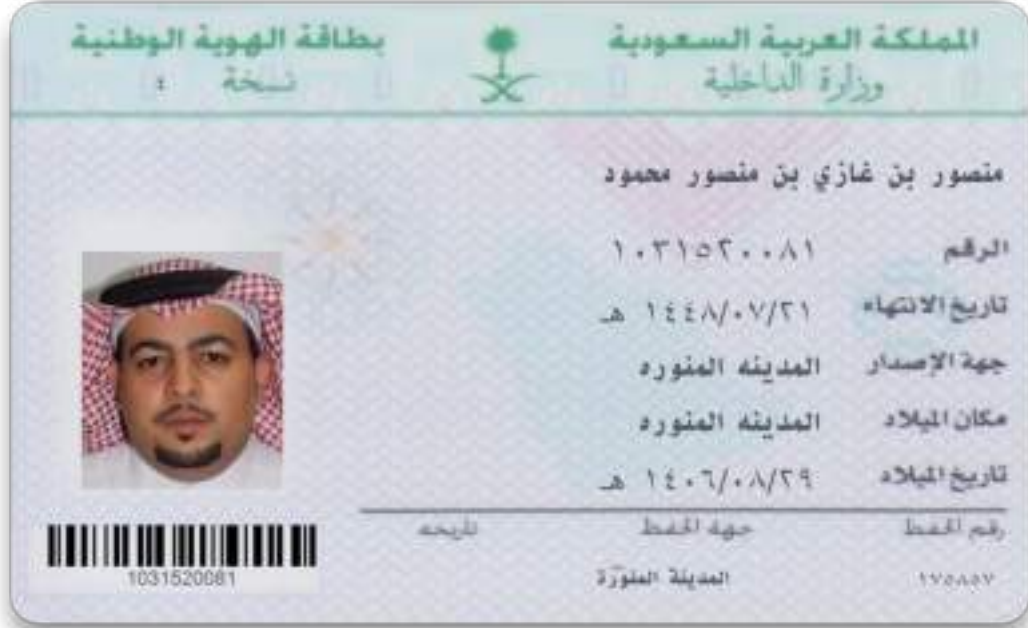 المملكة العربية السعودية
وزارة الداخلية
بطاقة الهوية الوطنية
نسخة ٤
منصور بن غازي بن منصور محمود
الرقم ١٠٣١٥٢٠٠٨١
تاريخ الانتهاء ١٤٤٨/٠٧/٢١ هـ
جهة الإصدار المدينه المنوره
مكان الميلاد المدينه المنوره
تاريخ الميلاد ١٤٠٦/٠٨/٢٩ هـ
رقم الحفظ جهة الحفظ تاريخه
١٧٥٨٥٧ المدينة المنورة
1031520081